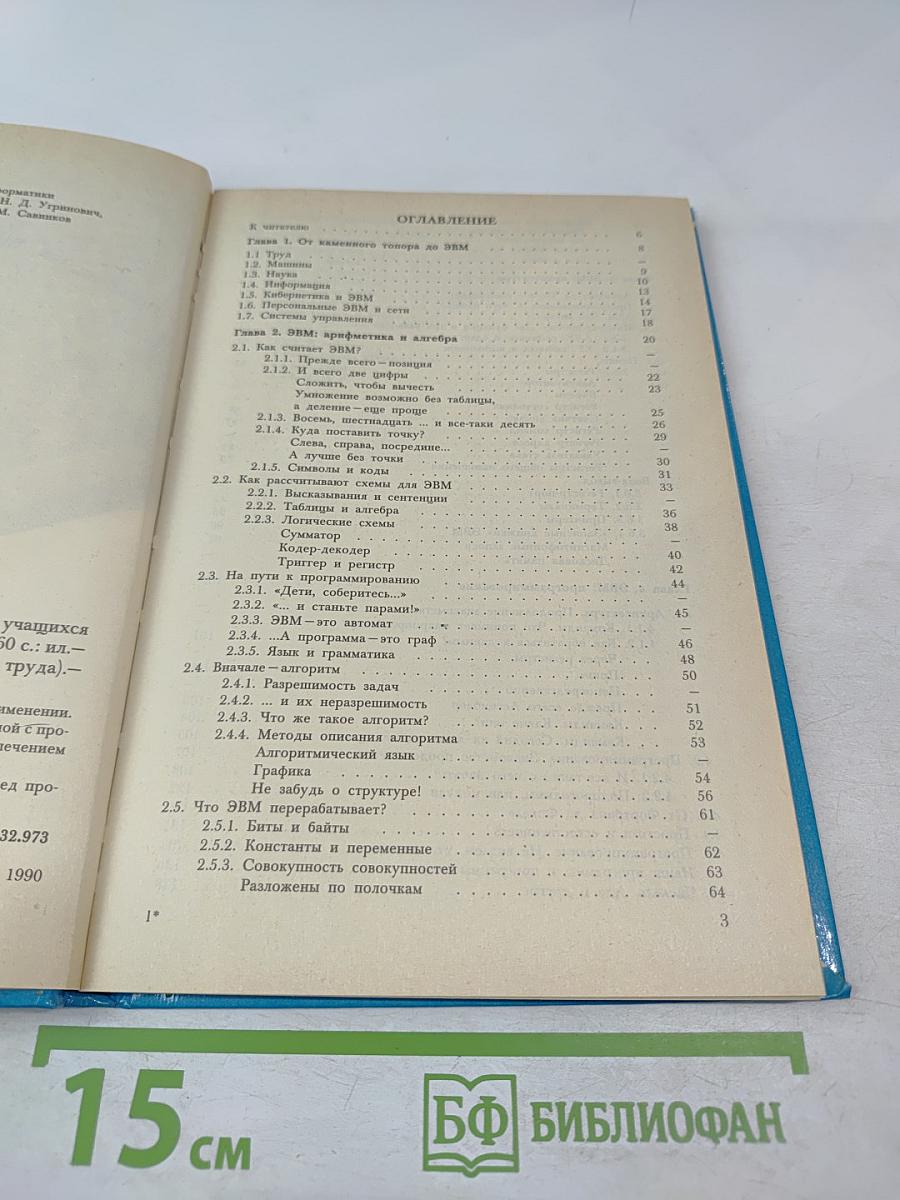 орматики
Н. Д. Угринович,
М. Савинков
учащихся
60 с.: ил.—
труда).—
именении.
ной с про-
лечением
ед про-
32.973
1990
ОГЛАВЛЕНИЕ
К читателю . . . 6
Глава 1. От каменного топора до ЭВМ . . . 8
1.1 Труд . . . —
1.2. Машины . . . 9
1.3. Наука . . . 10
1.4. Информация . . . 13
1.5. Кибернетика и ЭВМ . . . 14
1.6. Персональные ЭВМ и сети . . . 17
1.7. Системы управления . . . 18
Глава 2. ЭВМ: арифметика и алгебра . . . 20
2.1. Как считает ЭВМ? . . . —
2.1.1. Прежде всего — позиция . . . —
2.1.2. И всего две цифры . . . 22
Сложить, чтобы вычесть . . . 23
Умножение возможно без таблицы,
а деление — еще проще . . . 25
2.1.3. Восемь, шестнадцать ... и все-таки десять . . . 26
2.1.4. Куда поставить точку? . . . 29
Слева, справа, посредине... . . . —
А лучше без точки . . . 30
2.1.5. Символы и коды . . . 31
2.2. Как рассчитывают схемы для ЭВМ . . . 33
2.2.1. Высказывания и сентенции . . . —
2.2.2. Таблицы и алгебра . . . 36
2.2.3. Логические схемы . . . 38
Сумматор . . . —
Кодер-декодер . . . 40
Триггер и регистр . . . 42
2.3. На пути к программированию . . . 44
2.3.1. «Дети, соберитесь...» . . . —
2.3.2. «... и станьте парами!» . . . 45
2.3.3. ЭВМ — это автомат . . . —
2.3.4. ...А программа — это граф . . . 46
2.3.5. Язык и грамматика . . . 48
2.4. Вначале — алгоритм . . . 50
2.4.1. Разрешимость задач . . . —
2.4.2. ... и их неразрешимость . . . 51
2.4.3. Что же такое алгоритм? . . . 52
2.4.4. Методы описания алгоритма . . . 53
Алгоритмический язык . . . —
Графика . . . 54
Не забудь о структуре! . . . 56
2.5. Что ЭВМ перерабатывает? . . . 61
2.5.1. Биты и байты . . . —
2.5.2. Константы и переменные . . . 62
2.5.3. Совокупность совокупностей . . . 63
Разложены по полочкам . . . 64
1*
3
15 см
БФ БИБЛИОФАН